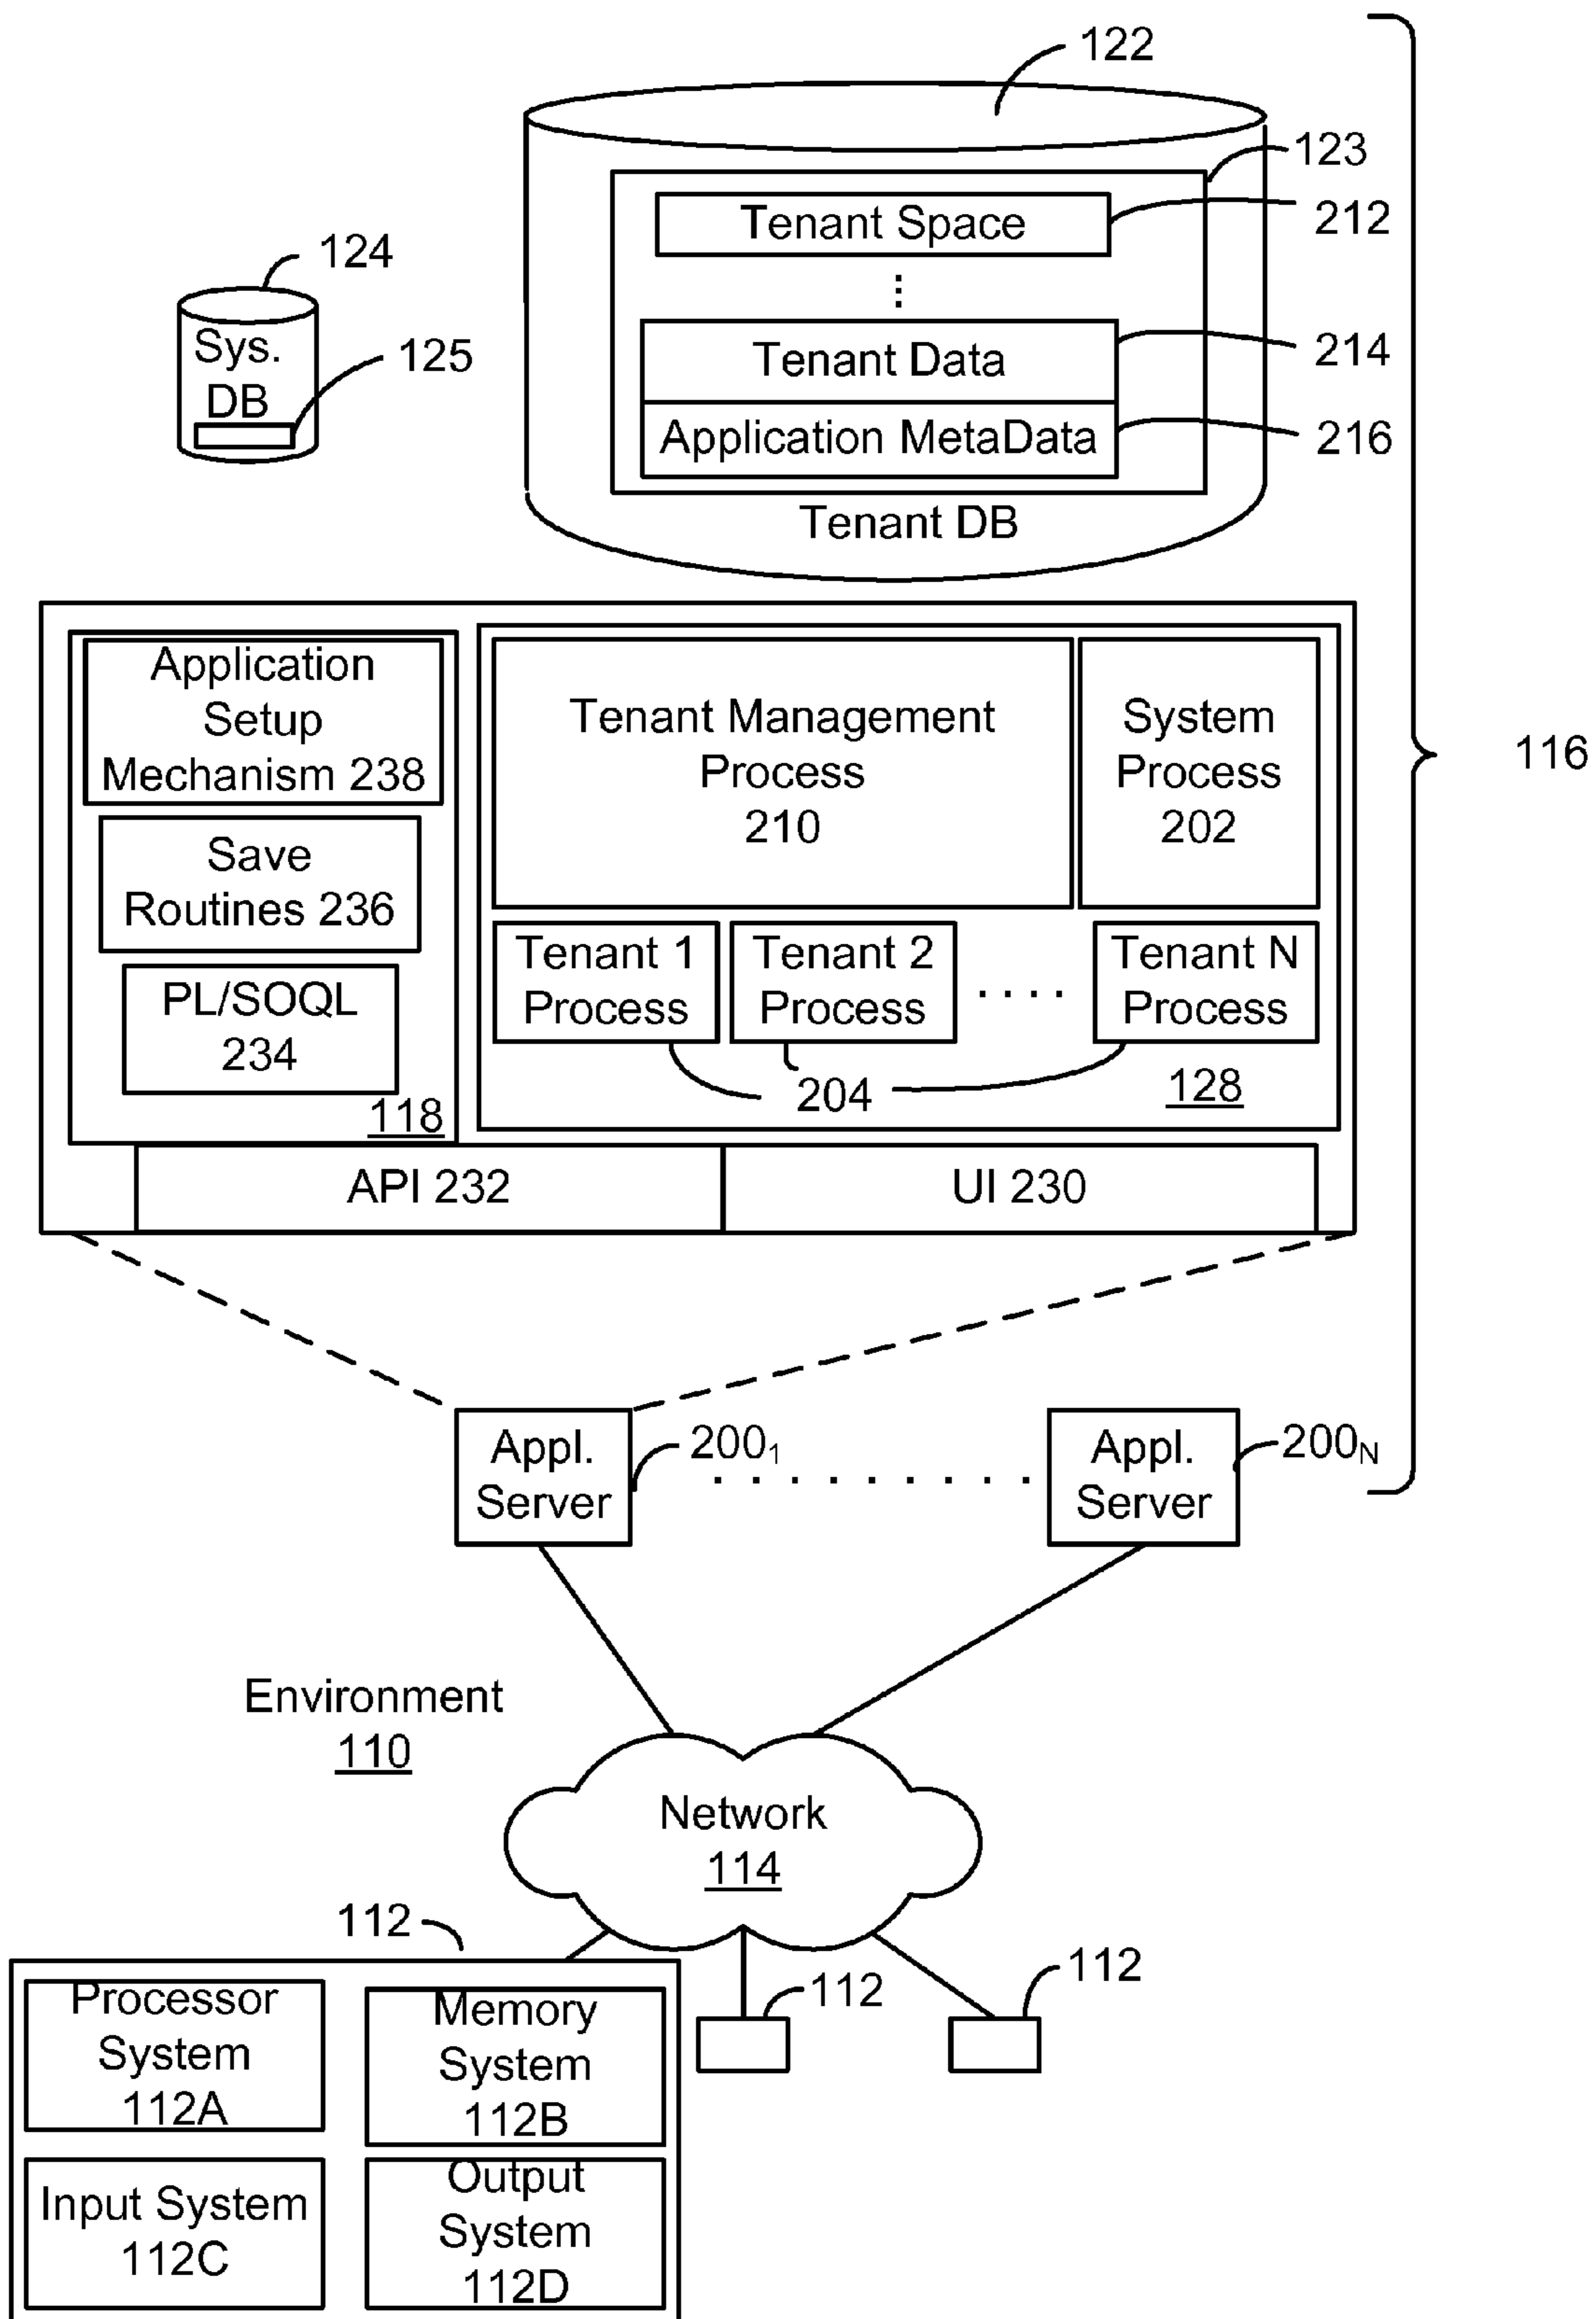 122
123
Tenant Space
212
124
Sys.
DB
125
Tenant Data
214
Application MetaData
216
Tenant DB
116
Application
Setup
Mechanism 238
Save
Routines 236
PL/SOQL
234
118
Tenant Management
Process
210
System
Process
202
Tenant 1
Process
Tenant 2
Process
....
Tenant N
Process
204
128
API 232
UI 230
Appl.
Server
200₁
..........
Appl.
Server
200N
Environment
110
Network
114
112
Processor
System
112A
Memory
System
112B
Input System
112C
Output
System
112D
112
112